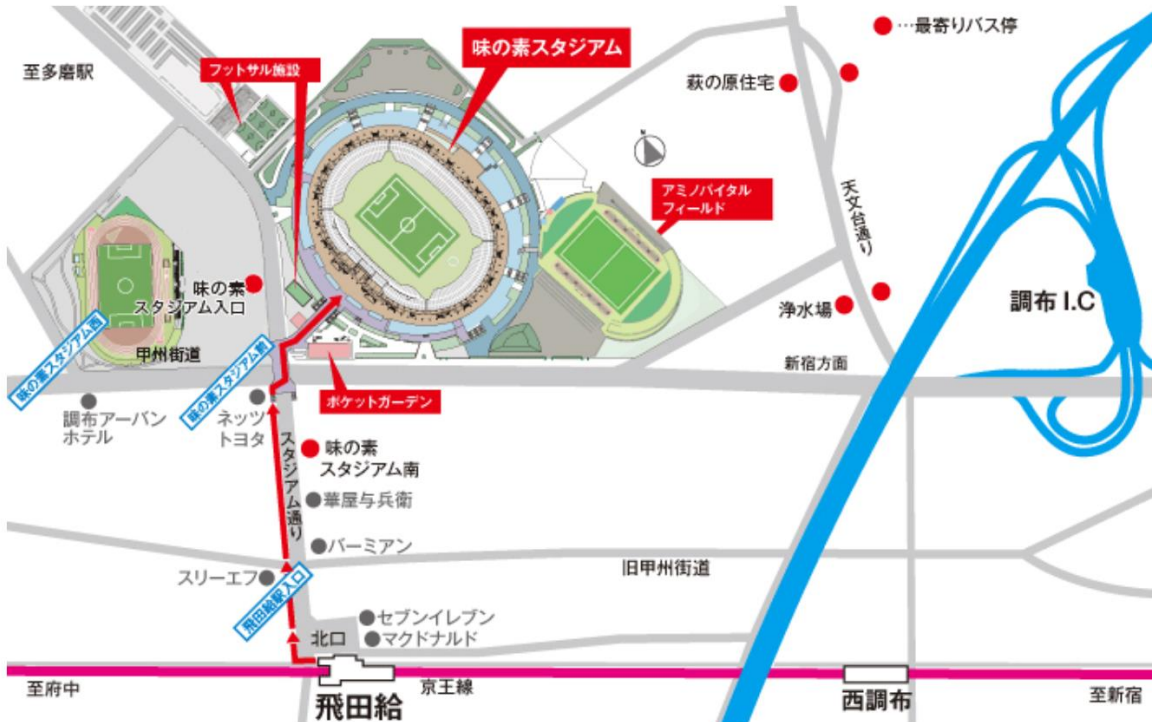 …最寄りバス停
味の素スタジアム
至多磨駅
フットサル施設
萩の原住宅
N
天文台通り
アミノバイタル
フィールド
味の素
スタジアム入口
浄水場
調布 I.C
味の素スタジアム西
甲州街道
味の素スタジアム前
新宿方面
ポケットガーデン
調布アーバン
ホテル
ネッツ
トヨタ
スタジアム通り
味の素
スタジアム南
華屋与兵衛
バーミアン
スリーエフ
旧甲州街道
飛田給駅入口
セブンイレブン
北口
マクドナルド
至府中
飛田給
京王線
西調布
至新宿